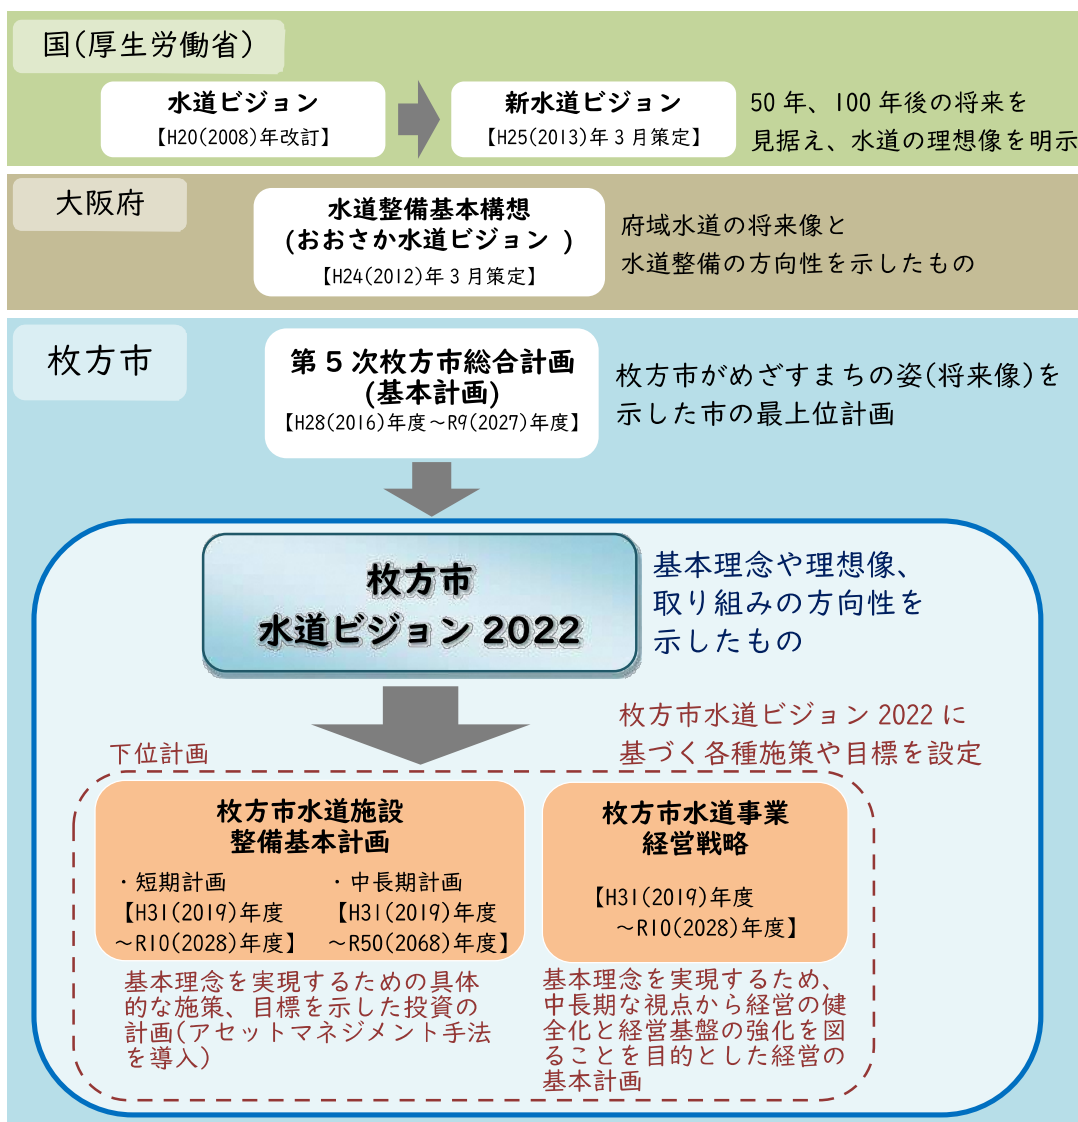 国(厚生労働省)
水道ビジョン
【H20(2008)年改訂】
新水道ビジョン
【H25(2013)年3月策定】
50年、100年後の将来を
見据え、水道の理想像を明示
大阪府
水道整備基本構想
(おおさか水道ビジョン )
【H24(2012)年3月策定】
府域水道の将来像と
水道整備の方向性を示したもの
枚方市
第5次枚方市総合計画
(基本計画)
【H28(2016)年度～R9(2027)年度】
枚方市がめざすまちの姿(将来像)を
示した市の最上位計画
枚方市
水道ビジョン2022
基本理念や理想像、
取り組みの方向性を
示したもの
枚方市水道ビジョン2022に
基づく各種施策や目標を設定
下位計画
枚方市水道施設
整備基本計画
・短期計画
【H31(2019)年度
～R10(2028)年度】
・中長期計画
【H31(2019)年度
～R50(2068)年度】
基本理念を実現するための具体
的な施策、目標を示した投資の
計画(アセットマネジメント手法
を導入)
枚方市水道事業
経営戦略
【H31(2019)年度
～R10(2028)年度】
基本理念を実現するため、
中長期な視点から経営の健
全化と経営基盤の強化を図
ることを目的とした経営の
基本計画